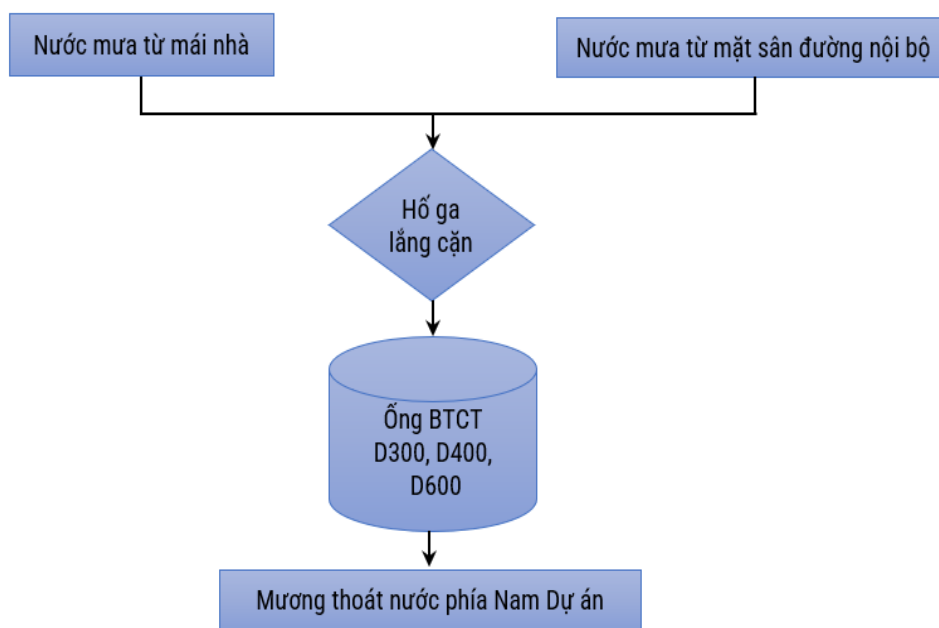 Nước mưa từ mái nhà
Nước mưa từ mặt sân đường nội bộ
Hố ga
lắng cặn
Ống BTCT
D300, D400,
D600
Mương thoát nước phía Nam Dự án